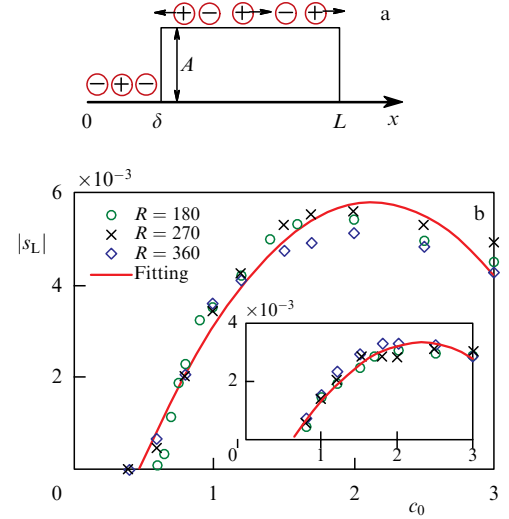 a
⊕ ⊖ ⊕ ⊖ ⊕
A
⊖ ⊕ ⊖
0 δ L x
×10⁻³
6
b
R = 180
R = 270
R = 360
Fitting
|s_L|
4
×10⁻³
4
2
2
0
1 2 3
0 1 2 3
c₀